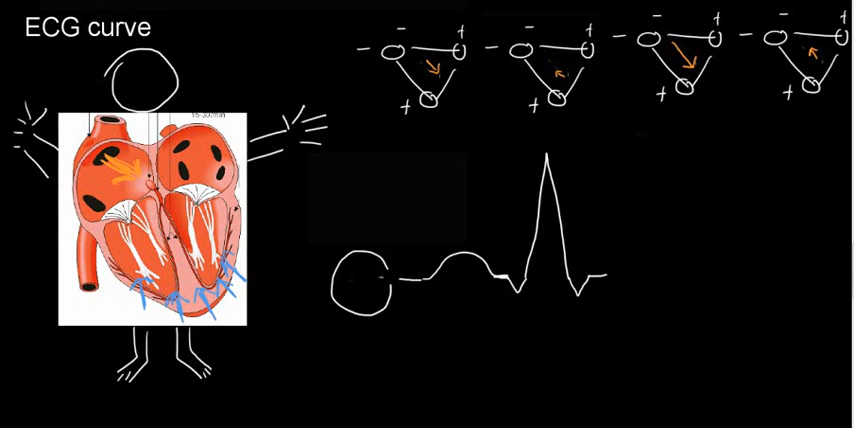 ECG curve
15-30/min
- - +
+
- - +
+
- - +
+
- - +
+